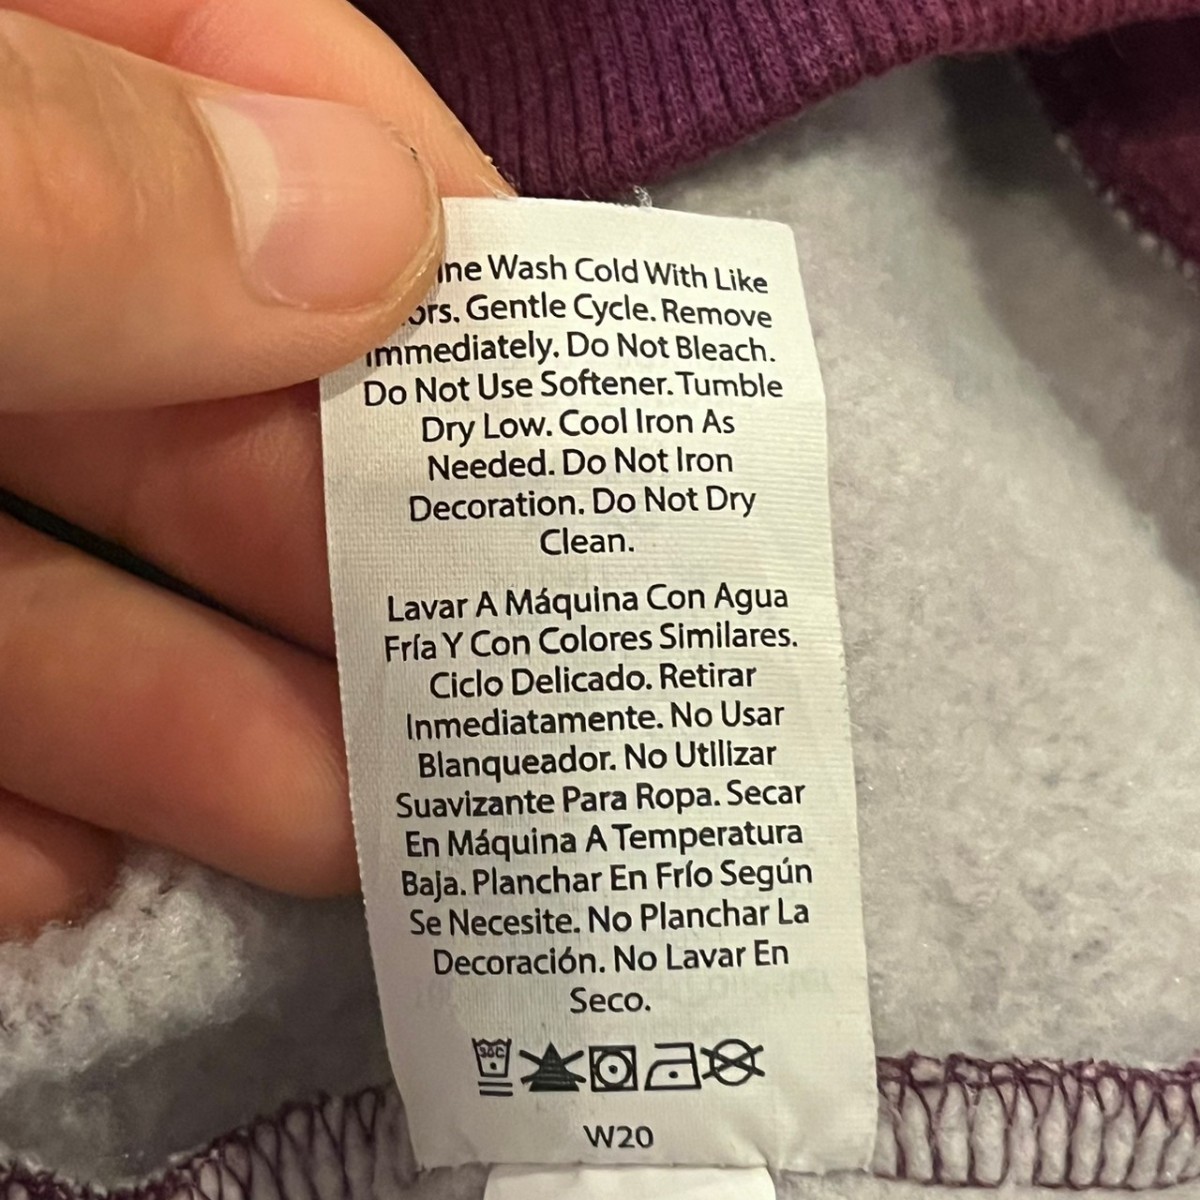 ine Wash Cold With Like
ors. Gentle Cycle. Remove
Immediately. Do Not Bleach.
Do Not Use Softener. Tumble
Dry Low. Cool Iron As
Needed. Do Not Iron
Decoration. Do Not Dry
Clean.
Lavar A Máquina Con Agua
Fría Y Con Colores Similares.
Ciclo Delicado. Retirar
Inmediatamente. No Usar
Blanqueador. No Utilizar
Suavizante Para Ropa. Secar
En Máquina A Temperatura
Baja. Planchar En Frío Según
Se Necesite. No Planchar La
Decoración. No Lavar En
Seco.
30C
W20